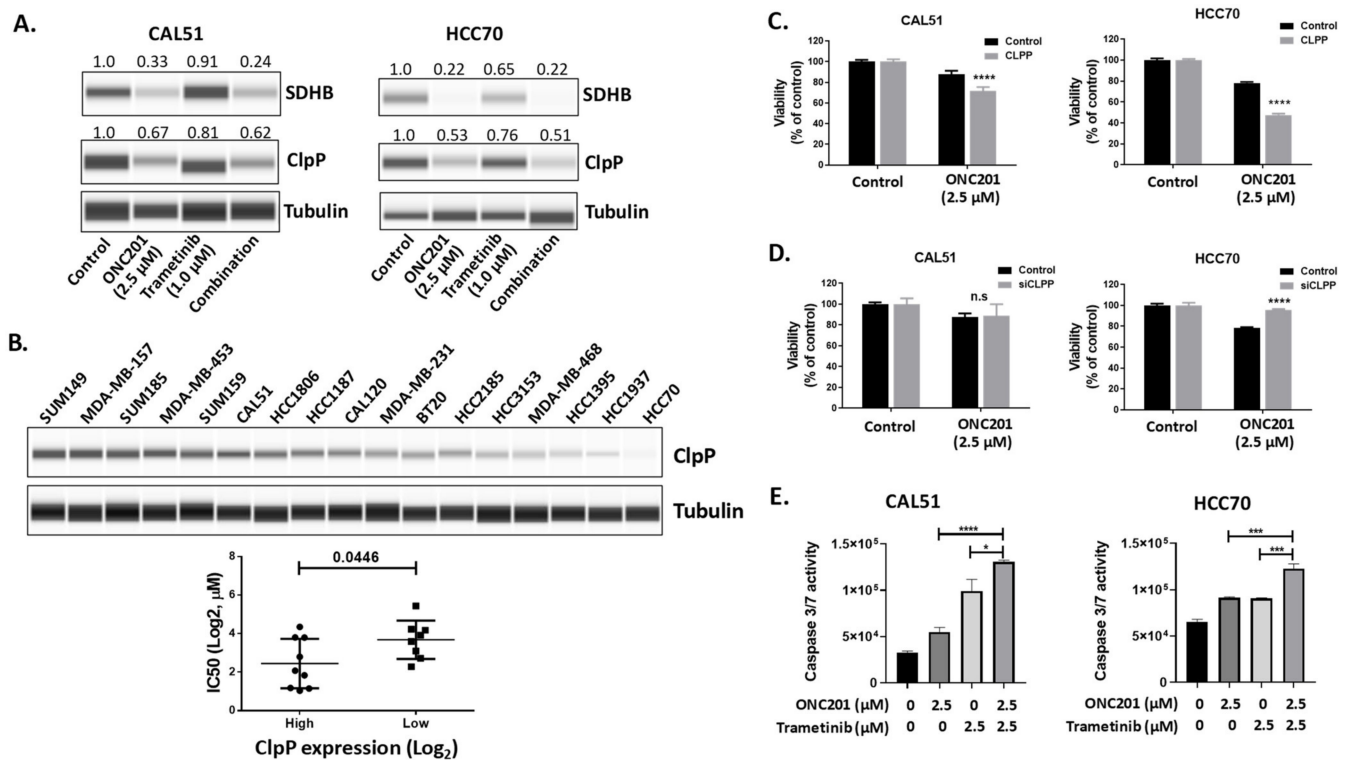 A.
CAL51
1.0 0.33 0.91 0.24
SDHB
1.0 0.67 0.81 0.62
ClpP
Tubulin
Control
ONC201
(2.5 µM)
Trametinib
(1.0 µM)
Combination
HCC70
1.0 0.22 0.65 0.22
SDHB
1.0 0.53 0.76 0.51
ClpP
Tubulin
Control
ONC201
(2.5 µM)
Trametinib
(1.0 µM)
Combination
B.
SUM149
MDA-MB-157
SUM185
MDA-MB-453
SUM159
CAL51
HCC1806
HCC1187
CAL120
MDA-MB-231
BT20
HCC2185
HCC3153
MDA-MB-468
HCC1395
HCC1937
HCC70
ClpP
Tubulin
IC50 (Log2, µM)
8
6
4
2
0
0.0446
High Low
ClpP expression (Log2)
C.
CAL51
Control
CLPP
Viability
(% of control)
120
100
80
60
40
20
0
****
Control
ONC201
(2.5 µM)
HCC70
Control
CLPP
Viability
(% of control)
120
100
80
60
40
20
0
****
Control
ONC201
(2.5 µM)
D.
CAL51
Control
siCLPP
Viability
(% of control)
120
100
80
60
40
20
0
n.s
Control
ONC201
(2.5 µM)
HCC70
Control
siCLPP
Viability
(% of control)
120
100
80
60
40
20
0
****
Control
ONC201
(2.5 µM)
E.
CAL51
Caspase 3/7 activity
1.5×10⁵
1×10⁵
5×10⁴
0
****
*
ONC201 (µM) 0 2.5 0 2.5
Trametinib (µM) 0 0 2.5 2.5
HCC70
Caspase 3/7 activity
1.5×10⁵
1×10⁵
5×10⁴
0
***
***
ONC201 (µM) 0 2.5 0 2.5
Trametinib (µM) 0 0 2.5 2.5